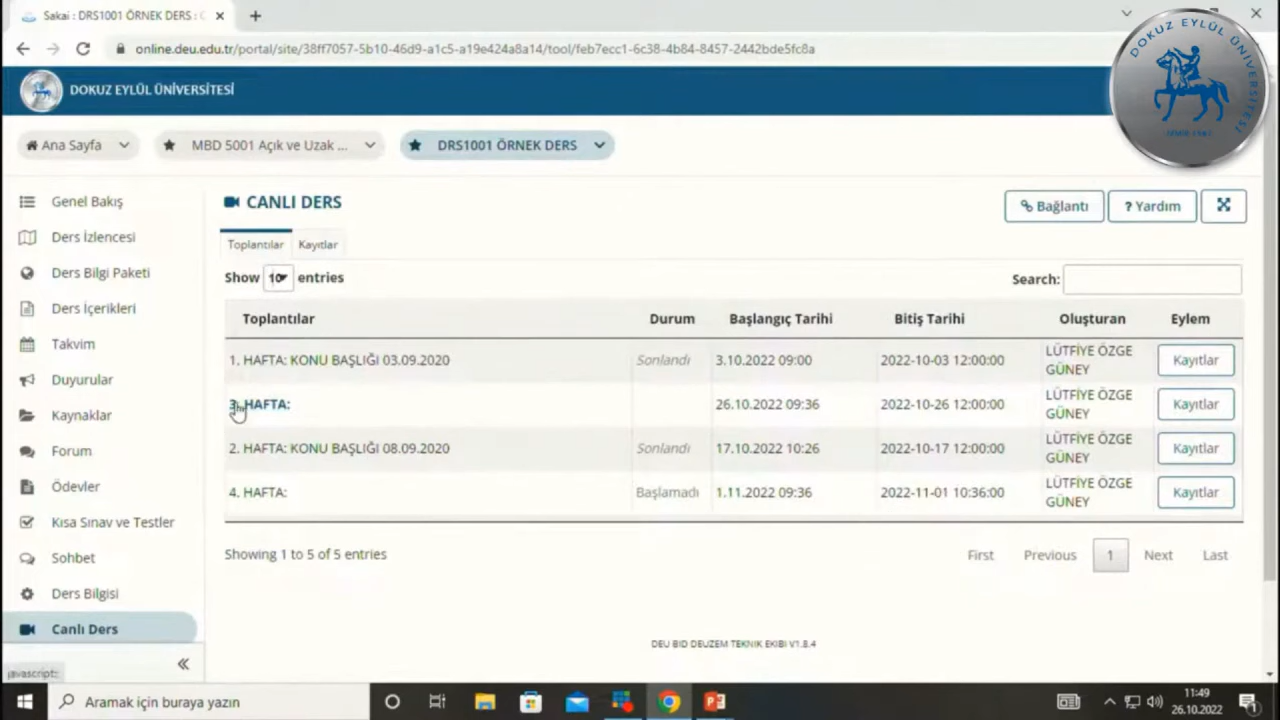 Sakai : DRS1001 ÖRNEK DERS :
online.deu.edu.tr/portal/site/38ff7057-5b10-46d9-a1c5-a19e424a8a14/tool/feb7ecc1-6c38-4b84-8457-2442bde5fc8a
DOKUZ EYLÜL ÜNİVERSİTESİ
DOKUZ EYLÜL ÜNİVERSİTESİ
İZMİR-1982
Ana Sayfa
MBD 5001 Açık ve Uzak ...
DRS1001 ÖRNEK DERS
Genel Bakış
Ders İzlencesi
Ders Bilgi Paketi
Ders İçerikleri
Takvim
Duyurular
Kaynaklar
Forum
Ödevler
Kısa Sınav ve Testler
Sohbet
Ders Bilgisi
Canlı Ders
CANLI DERS
Bağlantı
? Yardım
Toplantılar Kayıtlar
Show 10 entries
Search:
Toplantılar Durum Başlangıç Tarihi Bitiş Tarihi Oluşturan Eylem
1. HAFTA: KONU BAŞLIĞI 03.09.2020 Sonlandı 3.10.2022 09:00 2022-10-03 12:00:00 LÜTFİYE ÖZGE GÜNEY Kayıtlar
3. HAFTA: 26.10.2022 09:36 2022-10-26 12:00:00 LÜTFİYE ÖZGE GÜNEY Kayıtlar
2. HAFTA: KONU BAŞLIĞI 08.09.2020 Sonlandı 17.10.2022 10:26 2022-10-17 12:00:00 LÜTFİYE ÖZGE GÜNEY Kayıtlar
4. HAFTA: Başlamadı 1.11.2022 09:36 2022-11-01 10:36:00 LÜTFİYE ÖZGE GÜNEY Kayıtlar
Showing 1 to 5 of 5 entries
First Previous 1 Next Last
DEU BID DEUZEM TEKNIK EKIBI V1.8.4
javascript:
Aramak için buraya yazın
11:49
26.10.2022
1